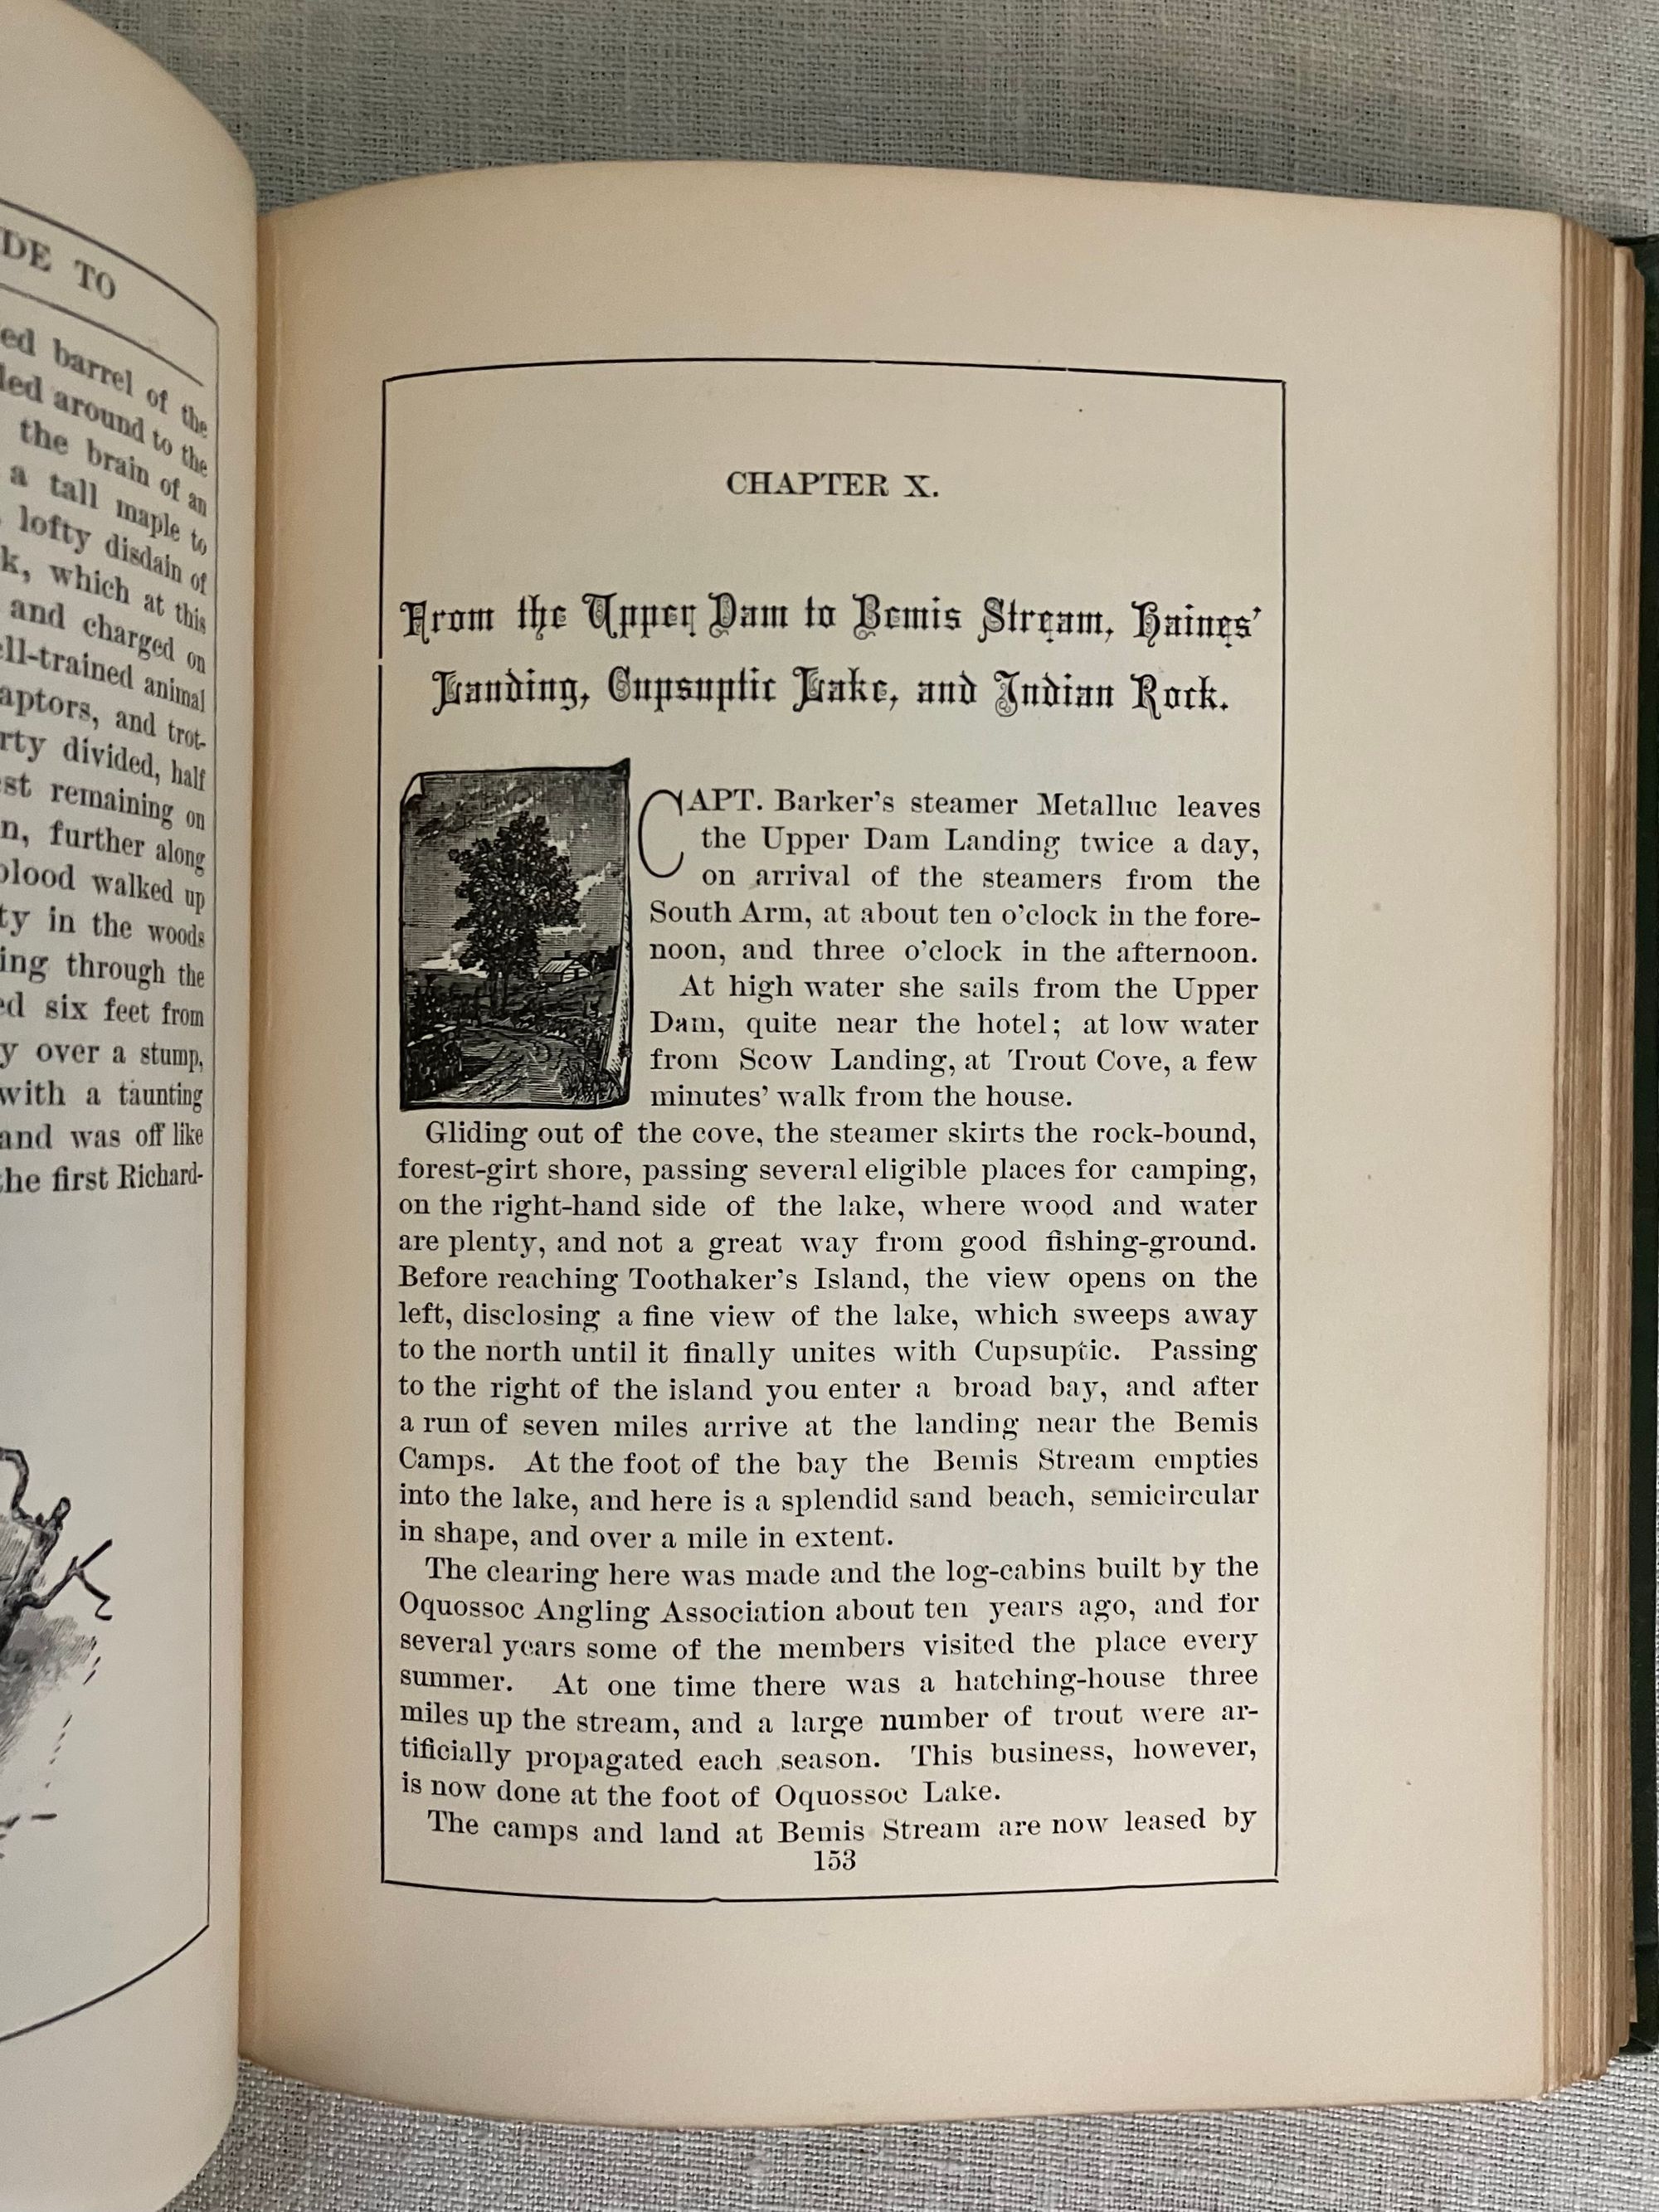 DE TO
ed barrel of the
led around to the
the brain of an
a tall maple to
lofty disdain of
k, which at this
and charged on
ll-trained animal
aptors, and trot-
rty divided, half
st remaining on
n, further along
blood walked up
ty in the woods
ing through the
ed six feet from
y over a stump,
with a taunting
and was off like
the first Richard-
CHAPTER X.
From the Upper Dam to Bemis Stream, Haines'
Landing, Cupsuptic Lake, and Indian Rock.
CAPT. Barker's steamer Metalluc leaves
the Upper Dam Landing twice a day,
on arrival of the steamers from the
South Arm, at about ten o'clock in the fore-
noon, and three o'clock in the afternoon.
At high water she sails from the Upper
Dam, quite near the hotel; at low water
from Scow Landing, at Trout Cove, a few
minutes' walk from the house.
Gliding out of the cove, the steamer skirts the rock-bound,
forest-girt shore, passing several eligible places for camping,
on the right-hand side of the lake, where wood and water
are plenty, and not a great way from good fishing-ground.
Before reaching Toothaker's Island, the view opens on the
left, disclosing a fine view of the lake, which sweeps away
to the north until it finally unites with Cupsuptic. Passing
to the right of the island you enter a broad bay, and after
a run of seven miles arrive at the landing near the Bemis
Camps. At the foot of the bay the Bemis Stream empties
into the lake, and here is a splendid sand beach, semicircular
in shape, and over a mile in extent.
The clearing here was made and the log-cabins built by the
Oquossoc Angling Association about ten years ago, and for
several years some of the members visited the place every
summer. At one time there was a hatching-house three
miles up the stream, and a large number of trout were ar-
tificially propagated each season. This business, however,
is now done at the foot of Oquossoc Lake.
The camps and land at Bemis Stream are now leased by
153